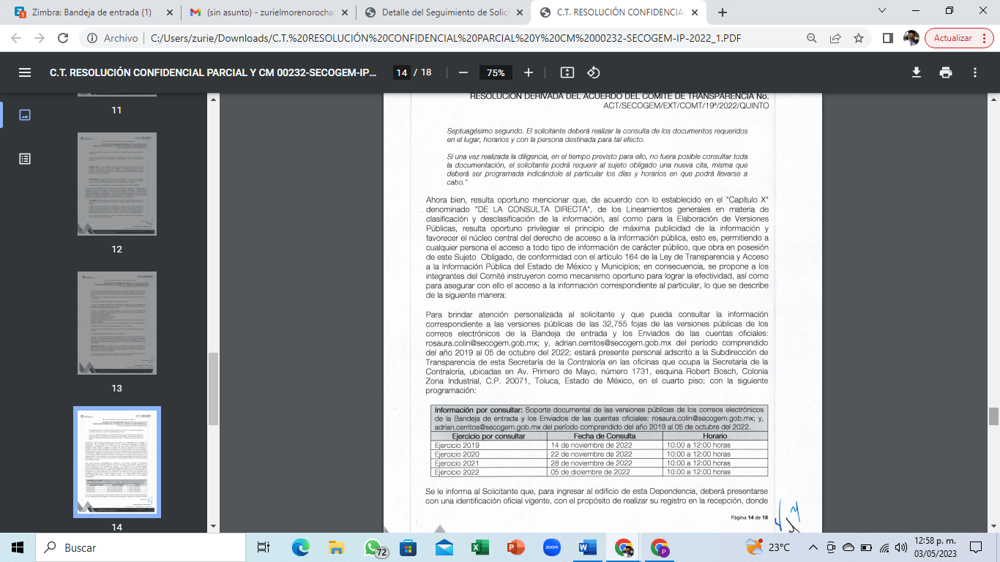 Zimbra: Bandeja de entrada (1)
(sin asunto) - zurielmorenorocha
Detalle del Seguimiento de Solici
C.T. RESOLUCIÓN CONFIDENCIA
Archivo
C:/Users/zurie/Downloads/C.T.%20RESOLUCIÓN%20CONFIDENCIAL%20PARCIAL%20Y%20CM%2000232-SECOGEM-IP-2022_1.PDF
Actualizar
C.T. RESOLUCIÓN CONFIDENCIAL PARCIAL Y CM 00232-SECOGEM-IP...
14 / 18
75%
11
12
13
14
RESOLUCIÓN DERIVADA DEL ACUERDO DEL COMITÉ DE TRANSPARENCIA No.
ACT/SECOGEM/EXT/COMT/19ª/2022/QUINTO
Septuagésimo segundo. El solicitante deberá realizar la consulta de los documentos requeridos
en el lugar, horarios y con la persona destinada para tal efecto.
Si una vez realizada la diligencia, en el tiempo previsto para ello, no fuera posible consultar toda
la documentación, el solicitante podrá requerir al sujeto obligado una nueva cita, misma que
deberá ser programada indicándole al particular los días y horarios en que podrá llevarse a
cabo."
Ahora bien, resulta oportuno mencionar que, de acuerdo con lo establecido en el "Capítulo X"
denominado "DE LA CONSULTA DIRECTA", de los Lineamientos generales en materia de
clasificación y desclasificación de la información, así como para la Elaboración de Versiones
Públicas, resulta oportuno privilegiar el principio de máxima publicidad de la información y
favorecer el núcleo central del derecho de acceso a la información pública, esto es, permitiendo a
cualquier persona el acceso a todo tipo de información de carácter público, que obra en posesión
de este Sujeto Obligado, de conformidad con el artículo 164 de la Ley de Transparencia y Acceso
a la Información Pública del Estado de México y Municipios; en consecuencia, se propone a los
integrantes del Comité instruyeron como mecanismo oportuno para lograr la efectividad, así como
para asegurar con ello el acceso a la información correspondiente al particular, lo que se describe
de la siguiente manera:
Para brindar atención personalizada al solicitante y que pueda consultar la información
correspondiente a las versiones públicas de las 32,755 fojas de las versiones públicas de los
correos electrónicos de la Bandeja de entrada y los Enviados de las cuentas oficiales:
rosaura.colin@secogem.gob.mx; y, adrian.cerritos@secogem.gob.mx del período comprendido
del año 2019 al 05 de octubre del 2022; estará presente personal adscrito a la Subdirección de
Transparencia de esta Secretaría de la Contraloría en las oficinas que ocupa la Secretaría de la
Contraloría, ubicadas en Av. Primero de Mayo, número 1731, esquina Robert Bosch, Colonia
Zona Industrial, C.P. 20071, Toluca, Estado de México, en el cuarto piso; con la siguiente
programación:
Información por consultar: Soporte documental de las versiones públicas de los correos electrónicos
de la Bandeja de entrada y los Enviados de las cuentas oficiales: rosaura.colin@secogem.gob.mx; y,
adrian.cerritos@secogem.gob.mx del período comprendido del año 2019 al 05 de octubre del 2022.
Ejercicio por consultar Fecha de Consulta Horario
Ejercicio 2019 14 de noviembre de 2022 10:00 a 12:00 horas
Ejercicio 2020 22 de noviembre de 2022 10:00 a 12:00 horas
Ejercicio 2021 28 de noviembre de 2022 10:00 a 12:00 horas
Ejercicio 2022 05 de diciembre de 2022 10:00 a 12:00 horas
Se le informa al Solicitante que, para ingresar al edificio de esta Dependencia, deberá presentarse
con una identificación oficial vigente, con el propósito de realizar su registro en la recepción, donde
Página 14 de 18
Buscar
72
zoom
23°C
12:58 p. m.
03/05/2023